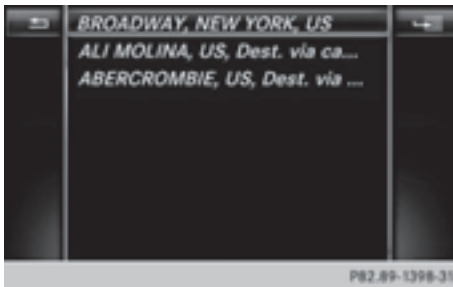 BROADWAY, NEW YORK, US
ALI MOLINA, US, Dest. via ca...
ABERCROMBIE, US, Dest. via ...
P82.89-1398-31